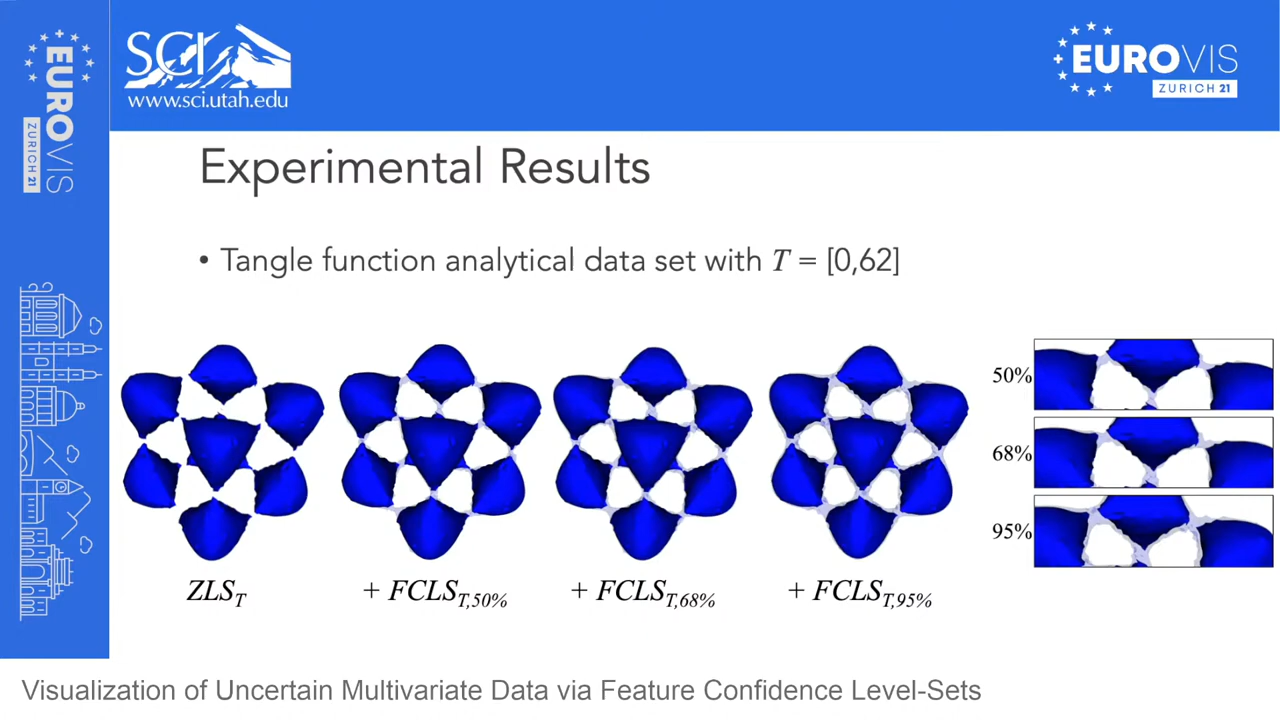 EUROVIS
ZURICH 21
SCI
www.sci.utah.edu
EUROVIS
ZURICH 21
Experimental Results
• Tangle function analytical data set with T = [0,62]
50%
68%
95%
ZLS_T
+ FCLS_T,50%
+ FCLS_T,68%
+ FCLS_T,95%
Visualization of Uncertain Multivariate Data via Feature Confidence Level-Sets